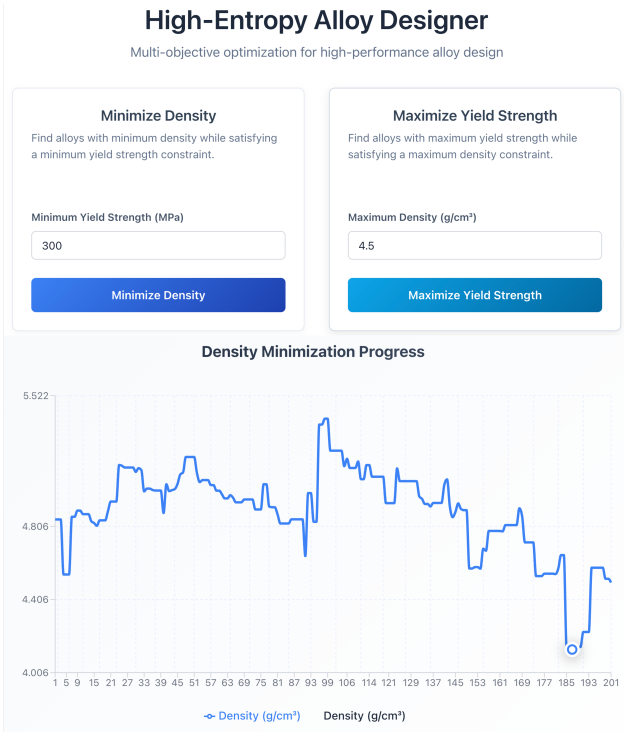 High-Entropy Alloy Designer
Multi-objective optimization for high-performance alloy design
Minimize Density
Find alloys with minimum density while satisfying
a minimum yield strength constraint.
Minimum Yield Strength (MPa)
300
Minimize Density
Maximize Yield Strength
Find alloys with maximum yield strength while
satisfying a maximum density constraint.
Maximum Density (g/cm³)
4.5
Maximize Yield Strength
Density Minimization Progress
5.522
4.806
4.406
4.006
1 5 9 15 21 27 33 39 45 51 57 63 69 75 81 87 93 99 106 114 121 129 137 145 153 161 169 177 185 193 201
Density (g/cm³) Density (g/cm³)